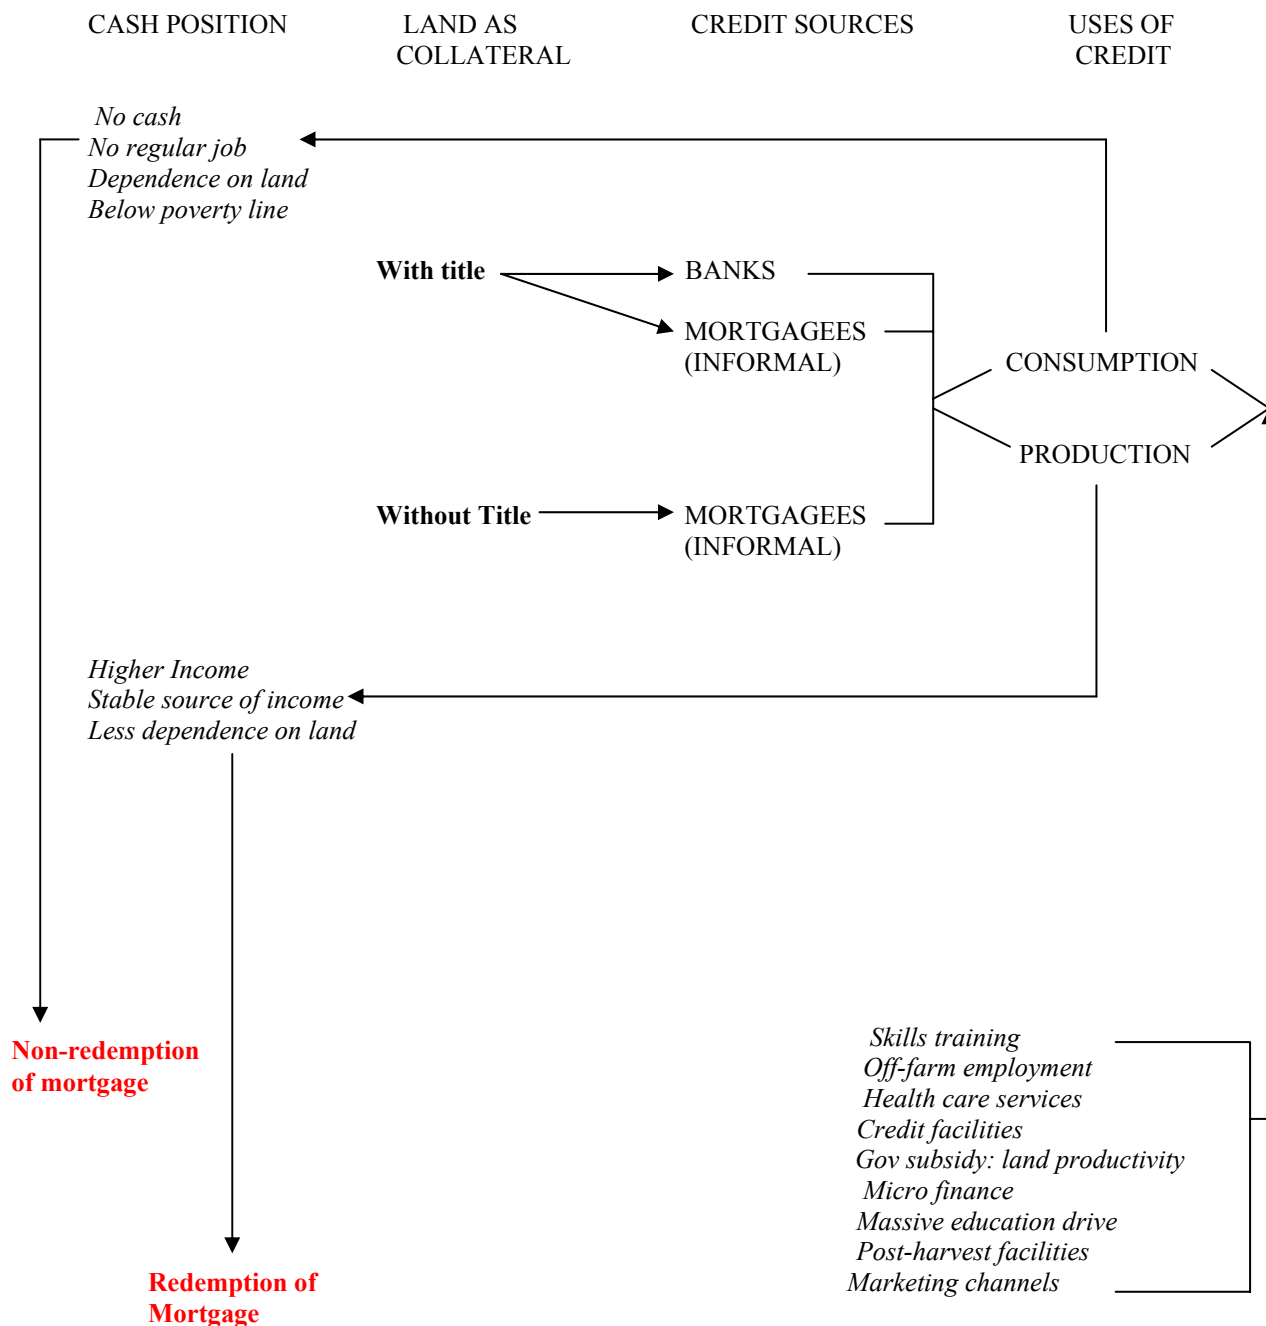 CASH POSITION
LAND AS
COLLATERAL
CREDIT SOURCES
USES OF
CREDIT
No cash
No regular job
Dependence on land
Below poverty line
With title
BANKS
MORTGAGEES
(INFORMAL)
CONSUMPTION
PRODUCTION
Without Title
MORTGAGEES
(INFORMAL)
Higher Income
Stable source of income
Less dependence on land
Non-redemption
of mortgage
Skills training
Off-farm employment
Health care services
Credit facilities
Gov subsidy: land productivity
Micro finance
Massive education drive
Post-harvest facilities
Marketing channels
Redemption of
Mortgage